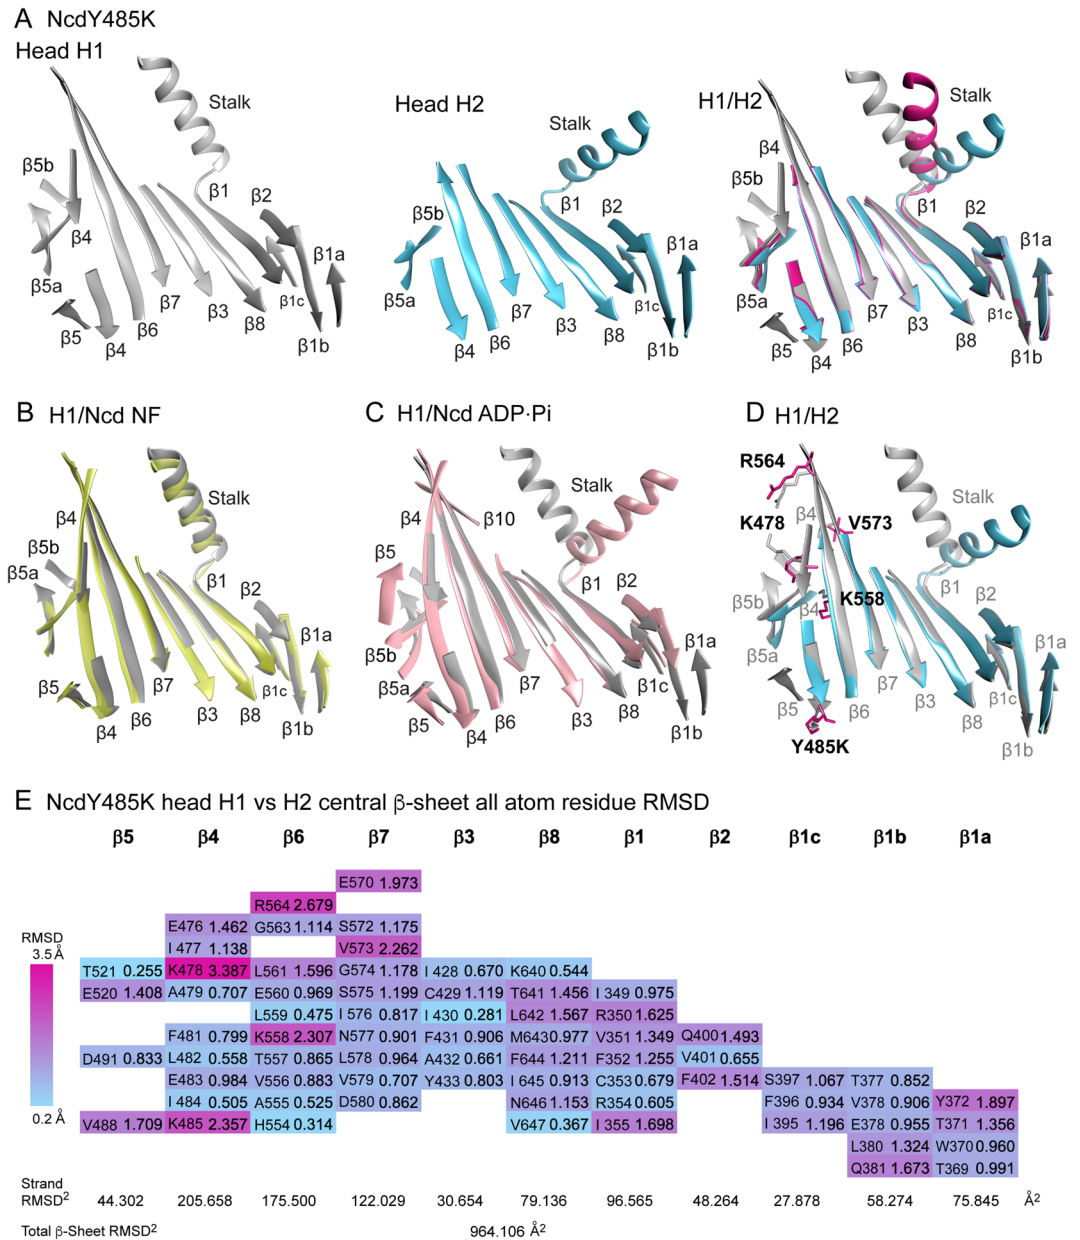 A NcdY485K
Head H1
Stalk
β5b
β4
β5a
β5
β4
β6
β7
β3
β8
β1
β2
β1c
β1a
β1b
Head H2
Stalk
β5b
β5a
β4
β6
β7
β3
β8
β1
β2
β1c
β1a
β1b
H1/H2
Stalk
β4
β5b
β5a
β5
β4
β6
β7
β3
β8
β1
β2
β1c
β1a
β1b
B H1/Ncd NF
Stalk
β4
β5b
β5a
β5
β4
β6
β7
β3
β8
β1
β2
β1c
β1a
β1b
C H1/Ncd ADP·Pi
Stalk
β4
β10
β5
β5b
β5a
β5
β4
β6
β7
β3
β8
β1
β2
β1c
β1a
β1b
D H1/H2
R564
K478
β4
V573
Stalk
K558
β4
β5b
β5a
β5
β6
β7
β3
β8
β1
β2
β1c
β1a
β1b
Y485K
E NcdY485K head H1 vs H2 central β-sheet all atom residue RMSD
β5 β4 β6 β7 β3 β8 β1 β2 β1c β1b β1a
E570 1.973
R564 2.679
E476 1.462 G563 1.114 S572 1.175
I 477 1.138 V573 2.262
T521 0.255 K478 3.387 L561 1.596 G574 1.178 I 428 0.670 K640 0.544
E520 1.408 A479 0.707 E560 0.969 S575 1.199 C429 1.119 T641 1.456 I 349 0.975
L559 0.475 I 576 0.817 I 430 0.281 L642 1.567 R350 1.625
F481 0.799 K558 2.307 N577 0.901 F431 0.906 M643 0.977 V351 1.349 Q400 1.493
D491 0.833 L482 0.558 T557 0.865 L578 0.964 A432 0.661 F644 1.211 F352 1.255 V401 0.655
E483 0.984 V556 0.883 V579 0.707 Y433 0.803 I 645 0.913 C353 0.679 F402 1.514 S397 1.067 T377 0.852
I 484 0.505 A555 0.525 D580 0.862 N646 1.153 R354 0.605 F396 0.934 V378 0.906 Y372 1.897
V488 1.709 K485 2.357 H554 0.314 V647 0.367 I 355 1.698 I 395 1.196 E378 0.955 T371 1.356
L380 1.324 W370 0.960
Q381 1.673 T369 0.991
RMSD
3.5 Å
0.2 Å
Strand
RMSD2 44.302 205.658 175.500 122.029 30.654 79.136 96.565 48.264 27.878 58.274 75.845 Å2
Total β-Sheet RMSD2 964.106 Å2